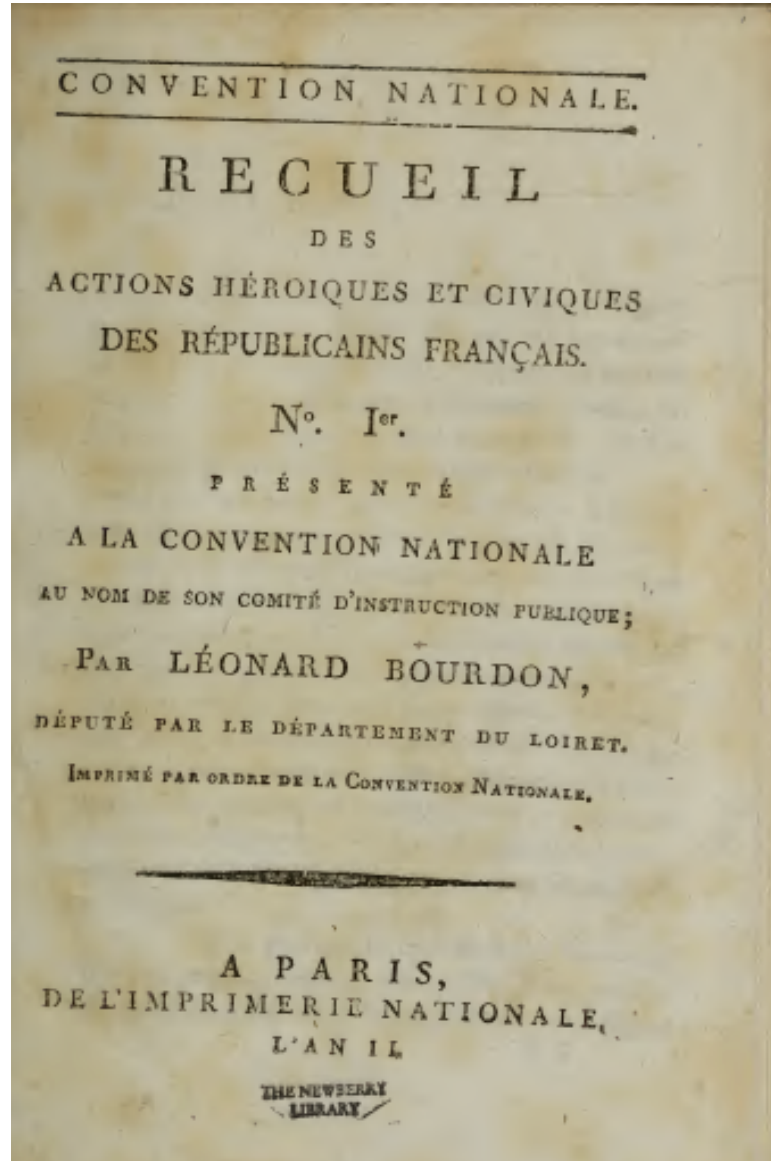 CONVENTION NATIONALE.
RECUEIL
DES
ACTIONS HÉROIQUES ET CIVIQUES
DES RÉPUBLICAINS FRANÇAIS.
Nº. Ier.
PRÉSENTÉ
A LA CONVENTION NATIONALE
AU NOM DE SON COMITÉ D'INSTRUCTION PUBLIQUE;
PAR LÉONARD BOURDON,
DÉPUTÉ PAR LE DÉPARTEMENT DU LOIRET.
IMPRIMÉ PAR ORDRE DE LA CONVENTION NATIONALE.
A PARIS,
DE L'IMPRIMERIE NATIONALE,
L'AN II.
THE NEWBERRY
LIBRARY